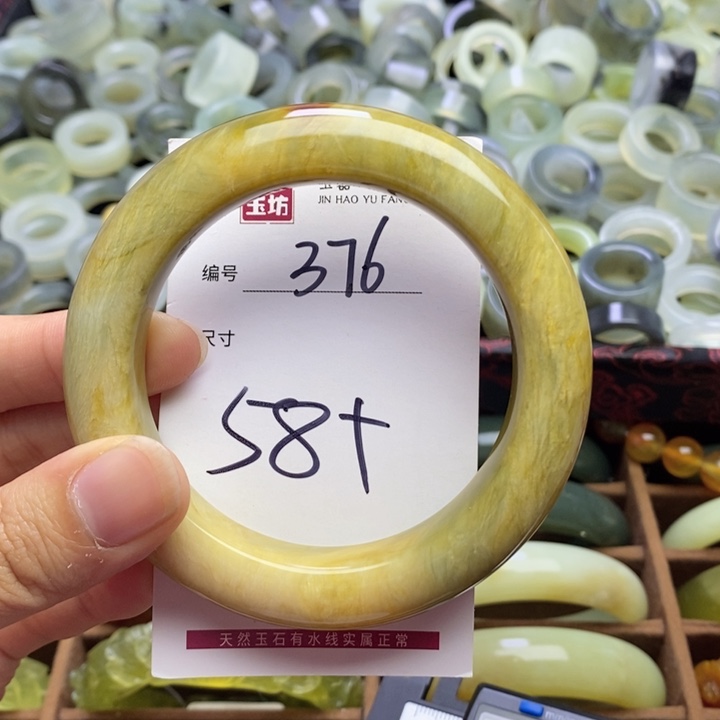 玉坊
JIN HAO YU FANG
编号 376
尺寸
58+
天然玉石有水线实属正常